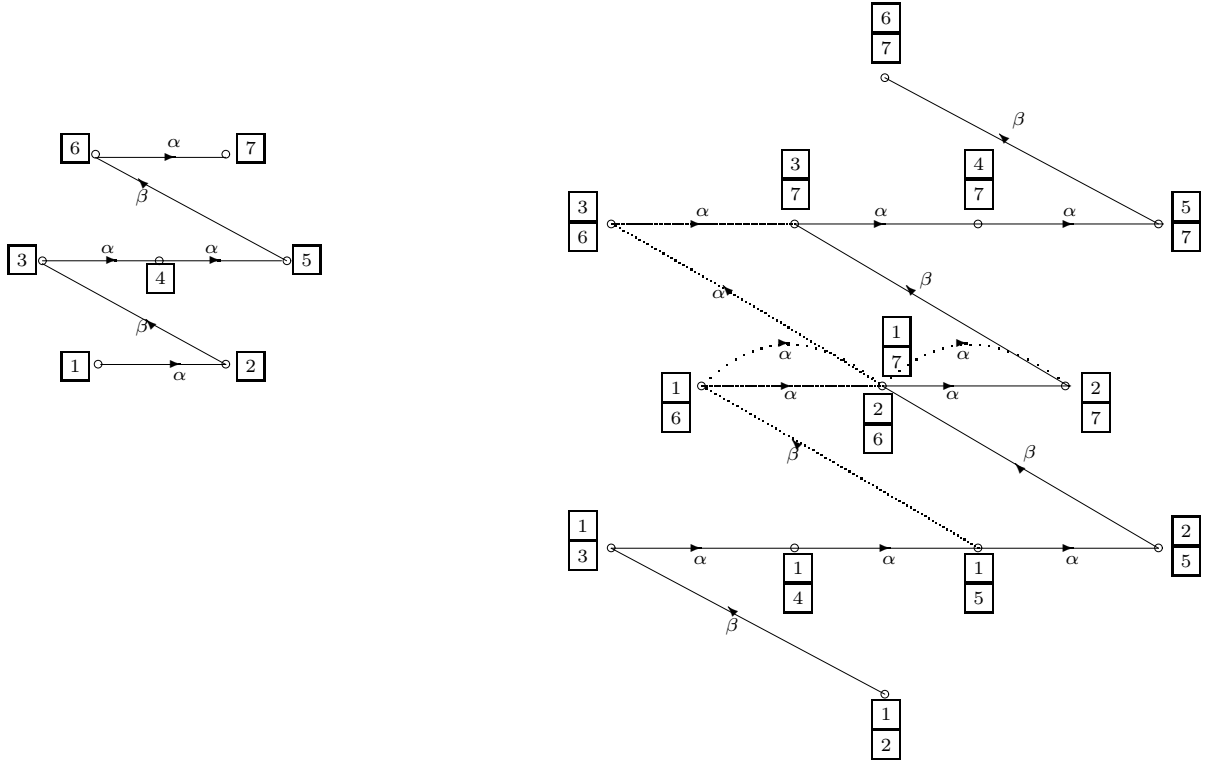 6 α 7
β
3 α α 5
4
β
1 α 2
6
7
β
3 4
7 7
3 α α α 5
6 7
α β
1
7
α α
1 α α 2
6 2 7
6
β β
1 2
3 α α α 5
1 1
4 5
β
1
2